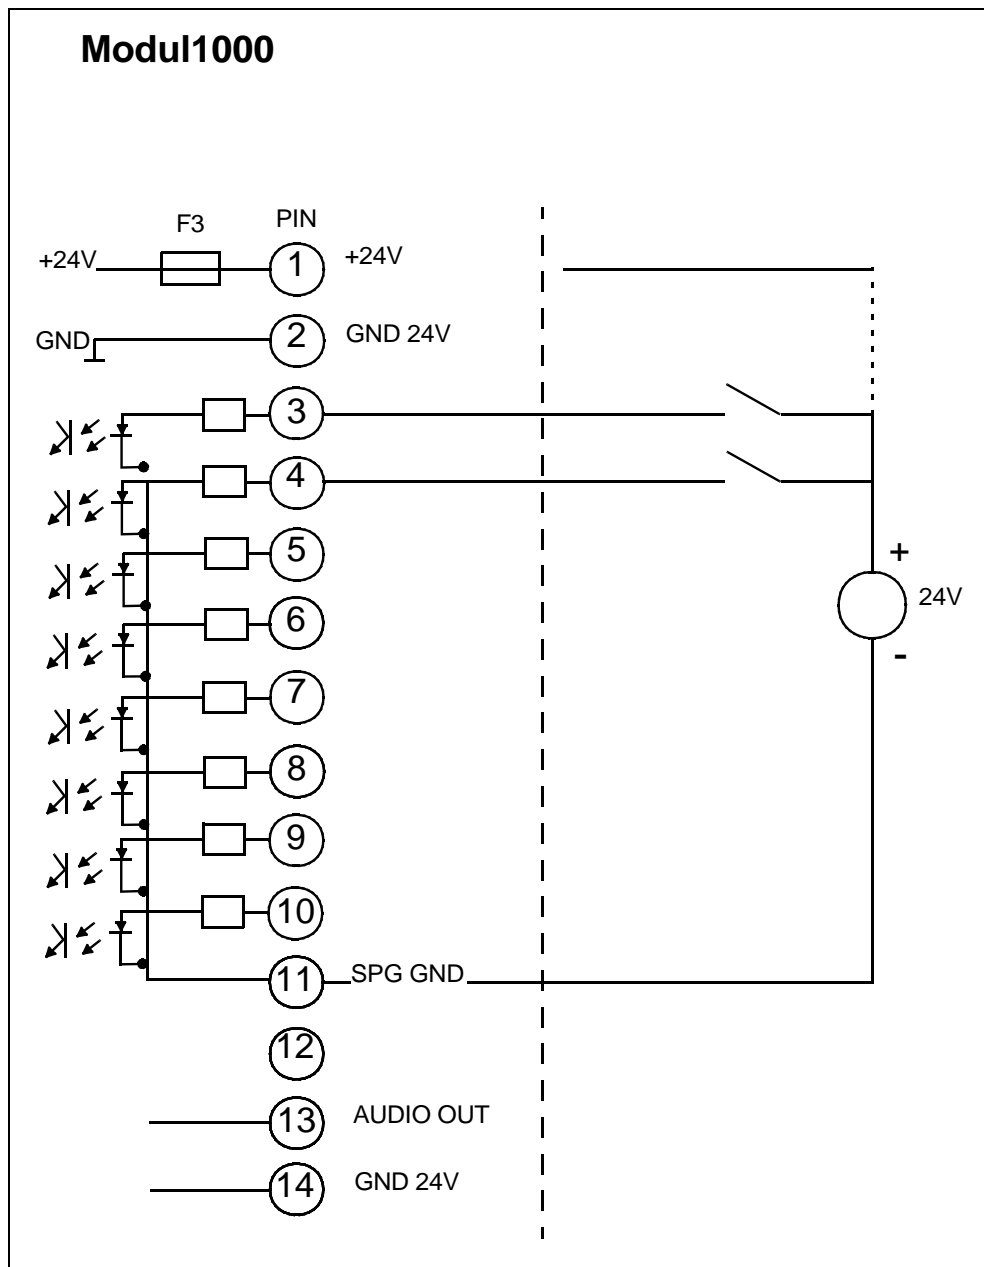 Modul1000
F3 PIN
+24V 1 +24V
GND 2 GND 24V
3
4
5
+
6 24V
-
7
8
9
10
11 SPG GND
12
13 AUDIO OUT
14 GND 24V